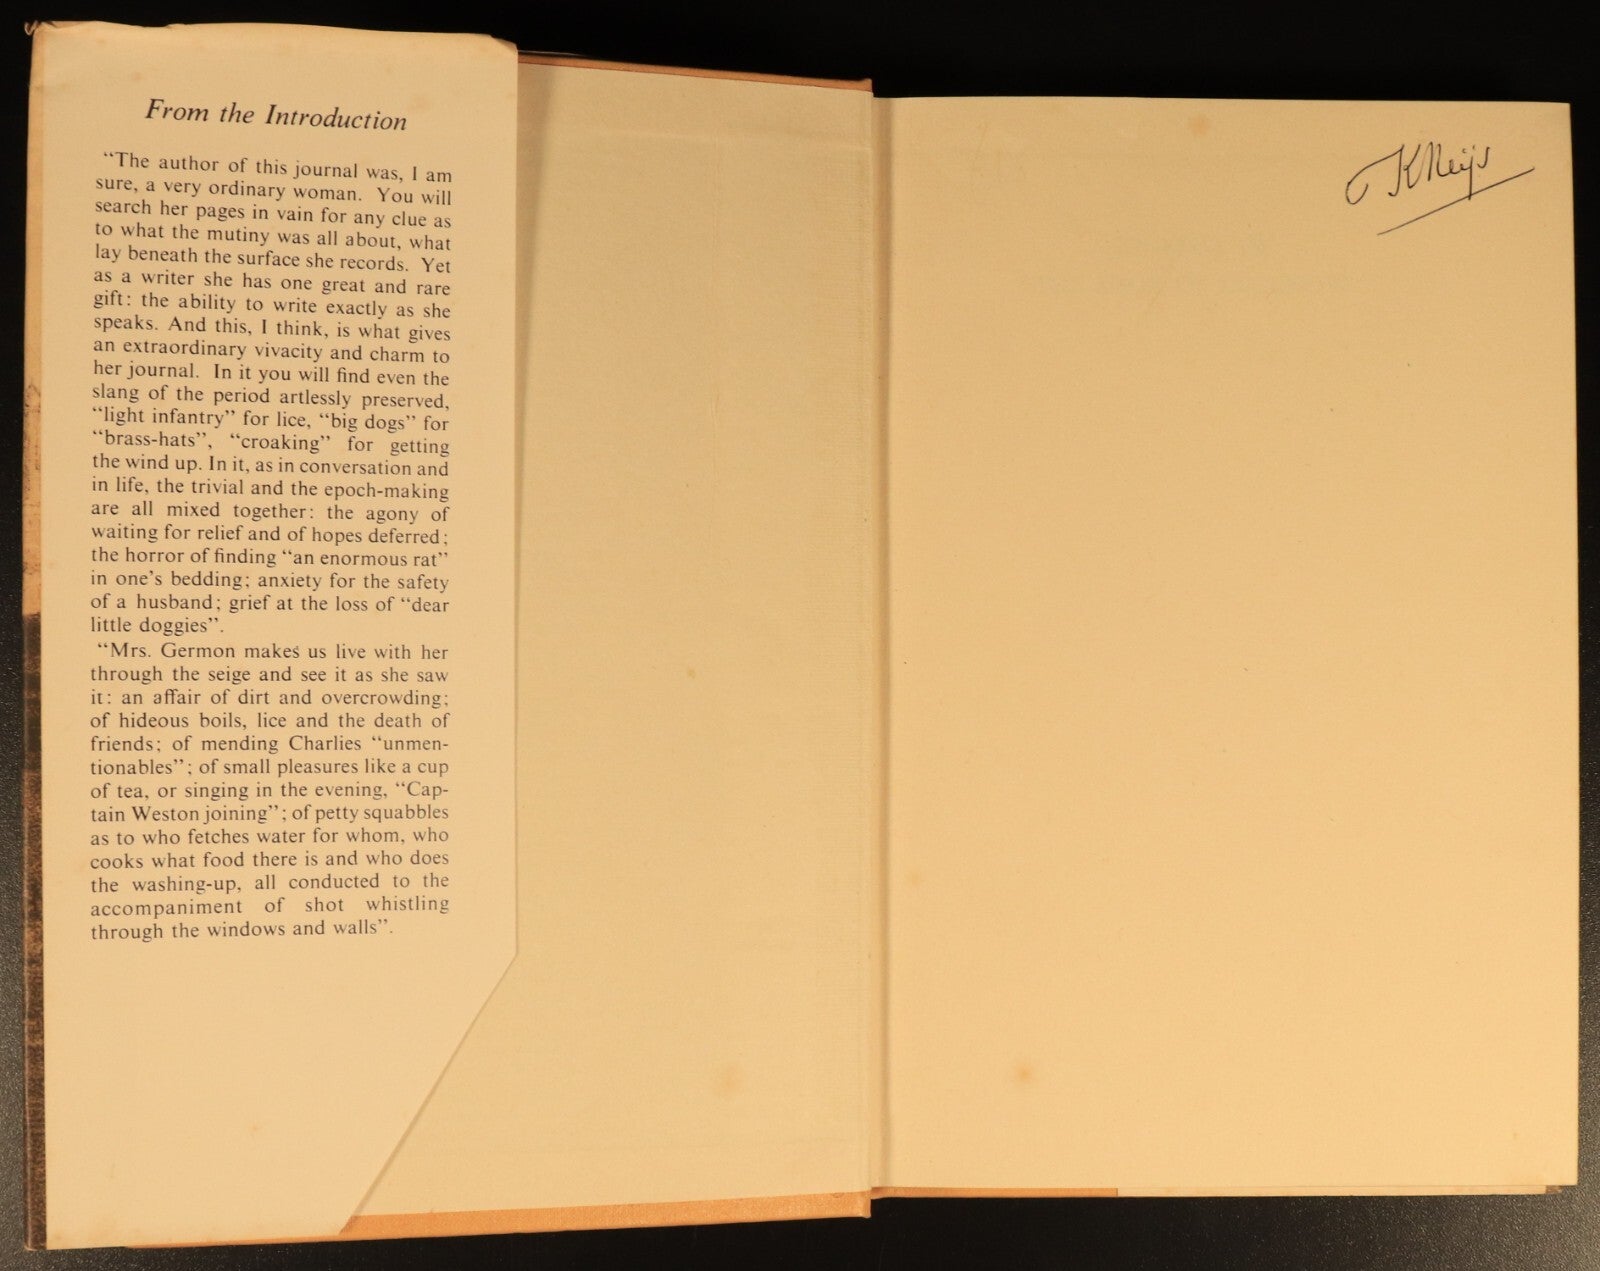 From the Introduction
“The author of this journal was, I am
sure, a very ordinary woman. You will
search her pages in vain for any clue as
to what the mutiny was all about, what
lay beneath the surface she records. Yet
as a writer she has one great and rare
gift: the ability to write exactly as she
speaks. And this, I think, is what gives
an extraordinary vivacity and charm to
her journal. In it you will find even the
slang of the period artlessly preserved,
“light infantry” for lice, “big dogs” for
“brass-hats”, “croaking” for getting
the wind up. In it, as in conversation and
in life, the trivial and the epoch-making
are all mixed together: the agony of
waiting for relief and of hopes deferred;
the horror of finding “an enormous rat”
in one’s bedding; anxiety for the safety
of a husband; grief at the loss of “dear
little doggies”.
“Mrs. Germon makes us live with her
through the seige and see it as she saw
it: an affair of dirt and overcrowding;
of hideous boils, lice and the death of
friends; of mending Charlies “unmen-
tionables”; of small pleasures like a cup
of tea, or singing in the evening, “Cap-
tain Weston joining”; of petty squabbles
as to who fetches water for whom, who
cooks what food there is and who does
the washing-up, all conducted to the
accompaniment of shot whistling
through the windows and walls”.